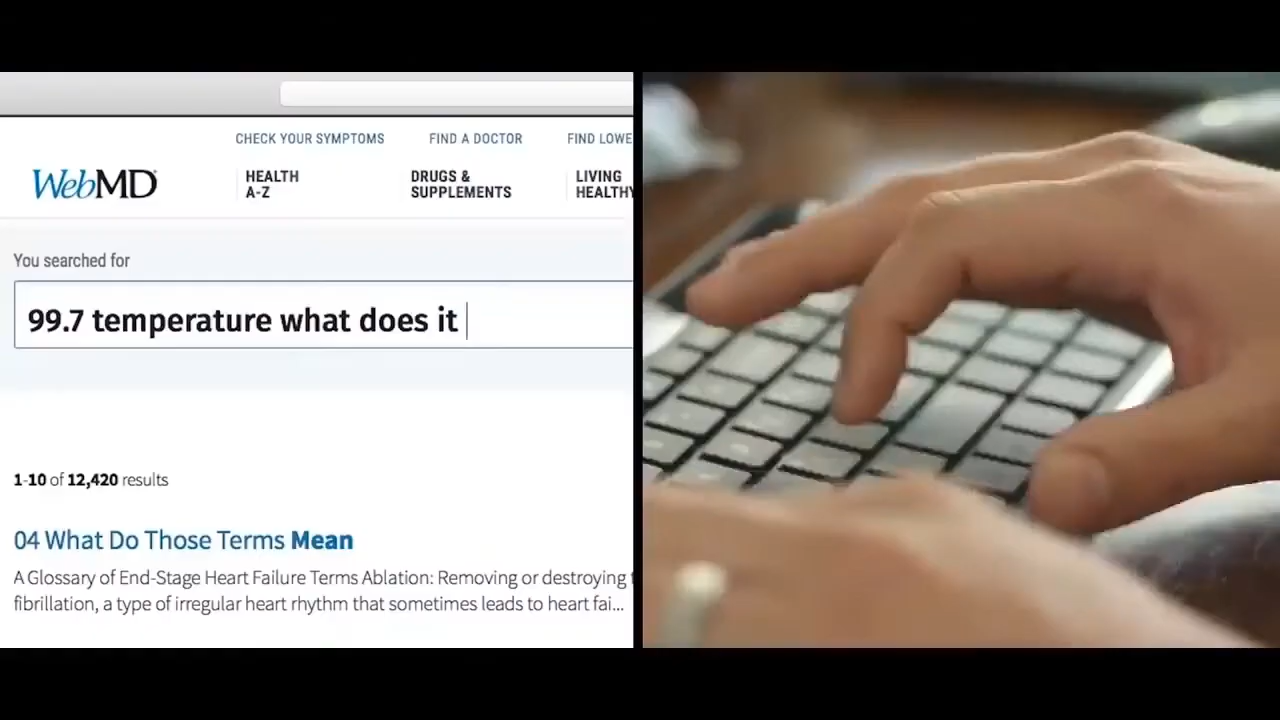 CHECK YOUR SYMPTOMS FIND A DOCTOR FIND LOWE
WebMD
HEALTH
A-Z
DRUGS &
SUPPLEMENTS
LIVING
HEALTHY
You searched for
99.7 temperature what does it
1-10 of 12,420 results
04 What Do Those Terms Mean
A Glossary of End-Stage Heart Failure Terms Ablation: Removing or destroying
fibrillation, a type of irregular heart rhythm that sometimes leads to heart fai...